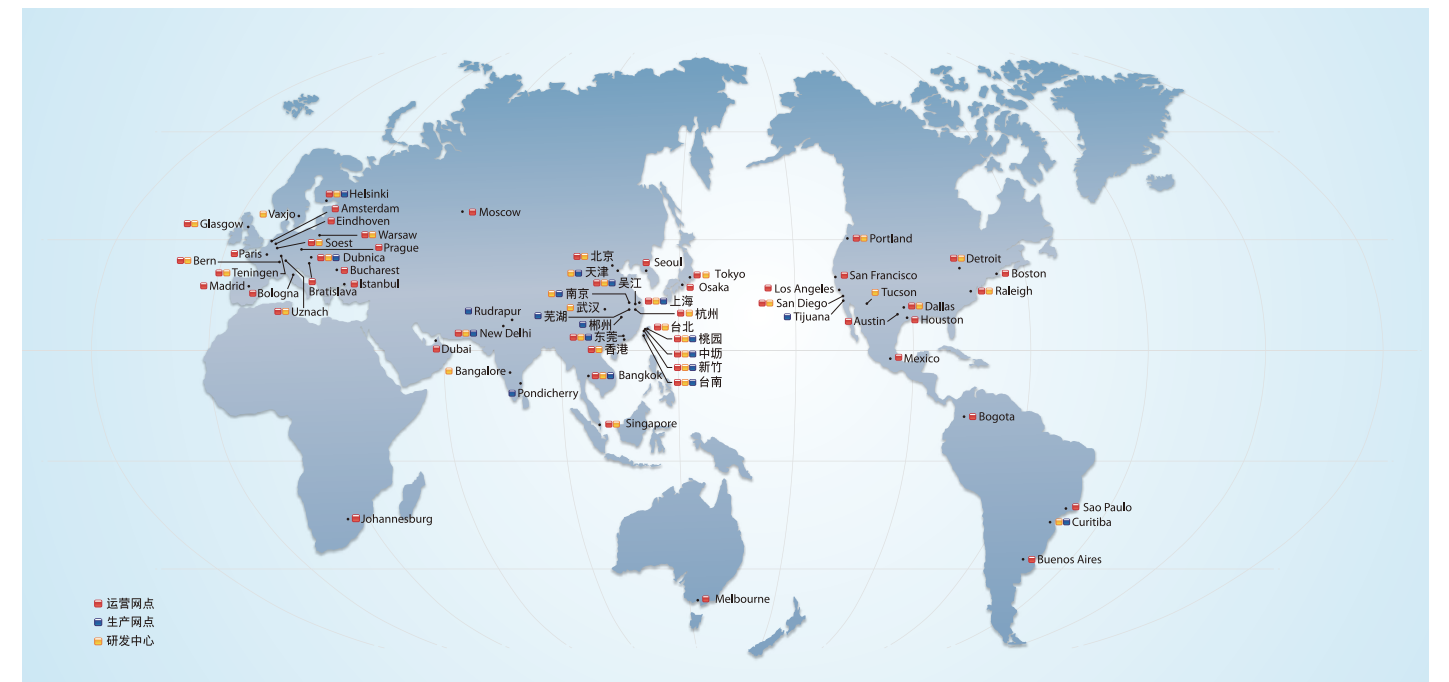 Helsinki
Vaxjo
Amsterdam
Moscow
Eindhoven
Glasgow
Warsaw
Portland
Soest
Prague
Paris
北京
Dubnica
Detroit
Bern
Seoul
Bucharest
天津
Boston
Teningen
Tokyo
San Francisco
吴江
Istanbul
Madrid
Osaka
Los Angeles
Raleigh
Bologna
Bratislava
南京
Tucson
上海
San Diego
武汉
Dallas
Uznach
Rudrapur
杭州
芜湖
Tijuana
Austin
Houston
郴州
台北
New Delhi
东莞
桃园
Dubai
香港
中坜
Mexico
新竹
Bangalore
Bangkok
台南
Pondicherry
Bogota
Singapore
Sao Paulo
Johannesburg
Curitiba
Buenos Aires
Melbourne
运营网点
生产网点
研发中心